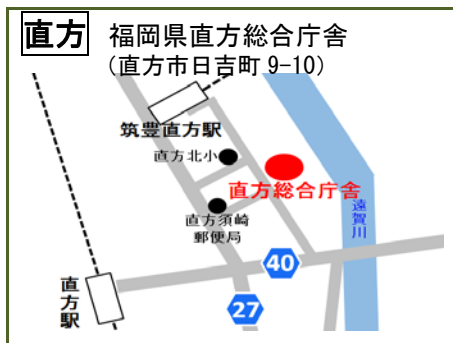 直方 福岡県直方総合庁舎
(直方市日吉町 9-10)
筑豊直方駅
直方北小
直方総合庁舎
直方須崎
郵便局
遠賀川
40
直方駅
27